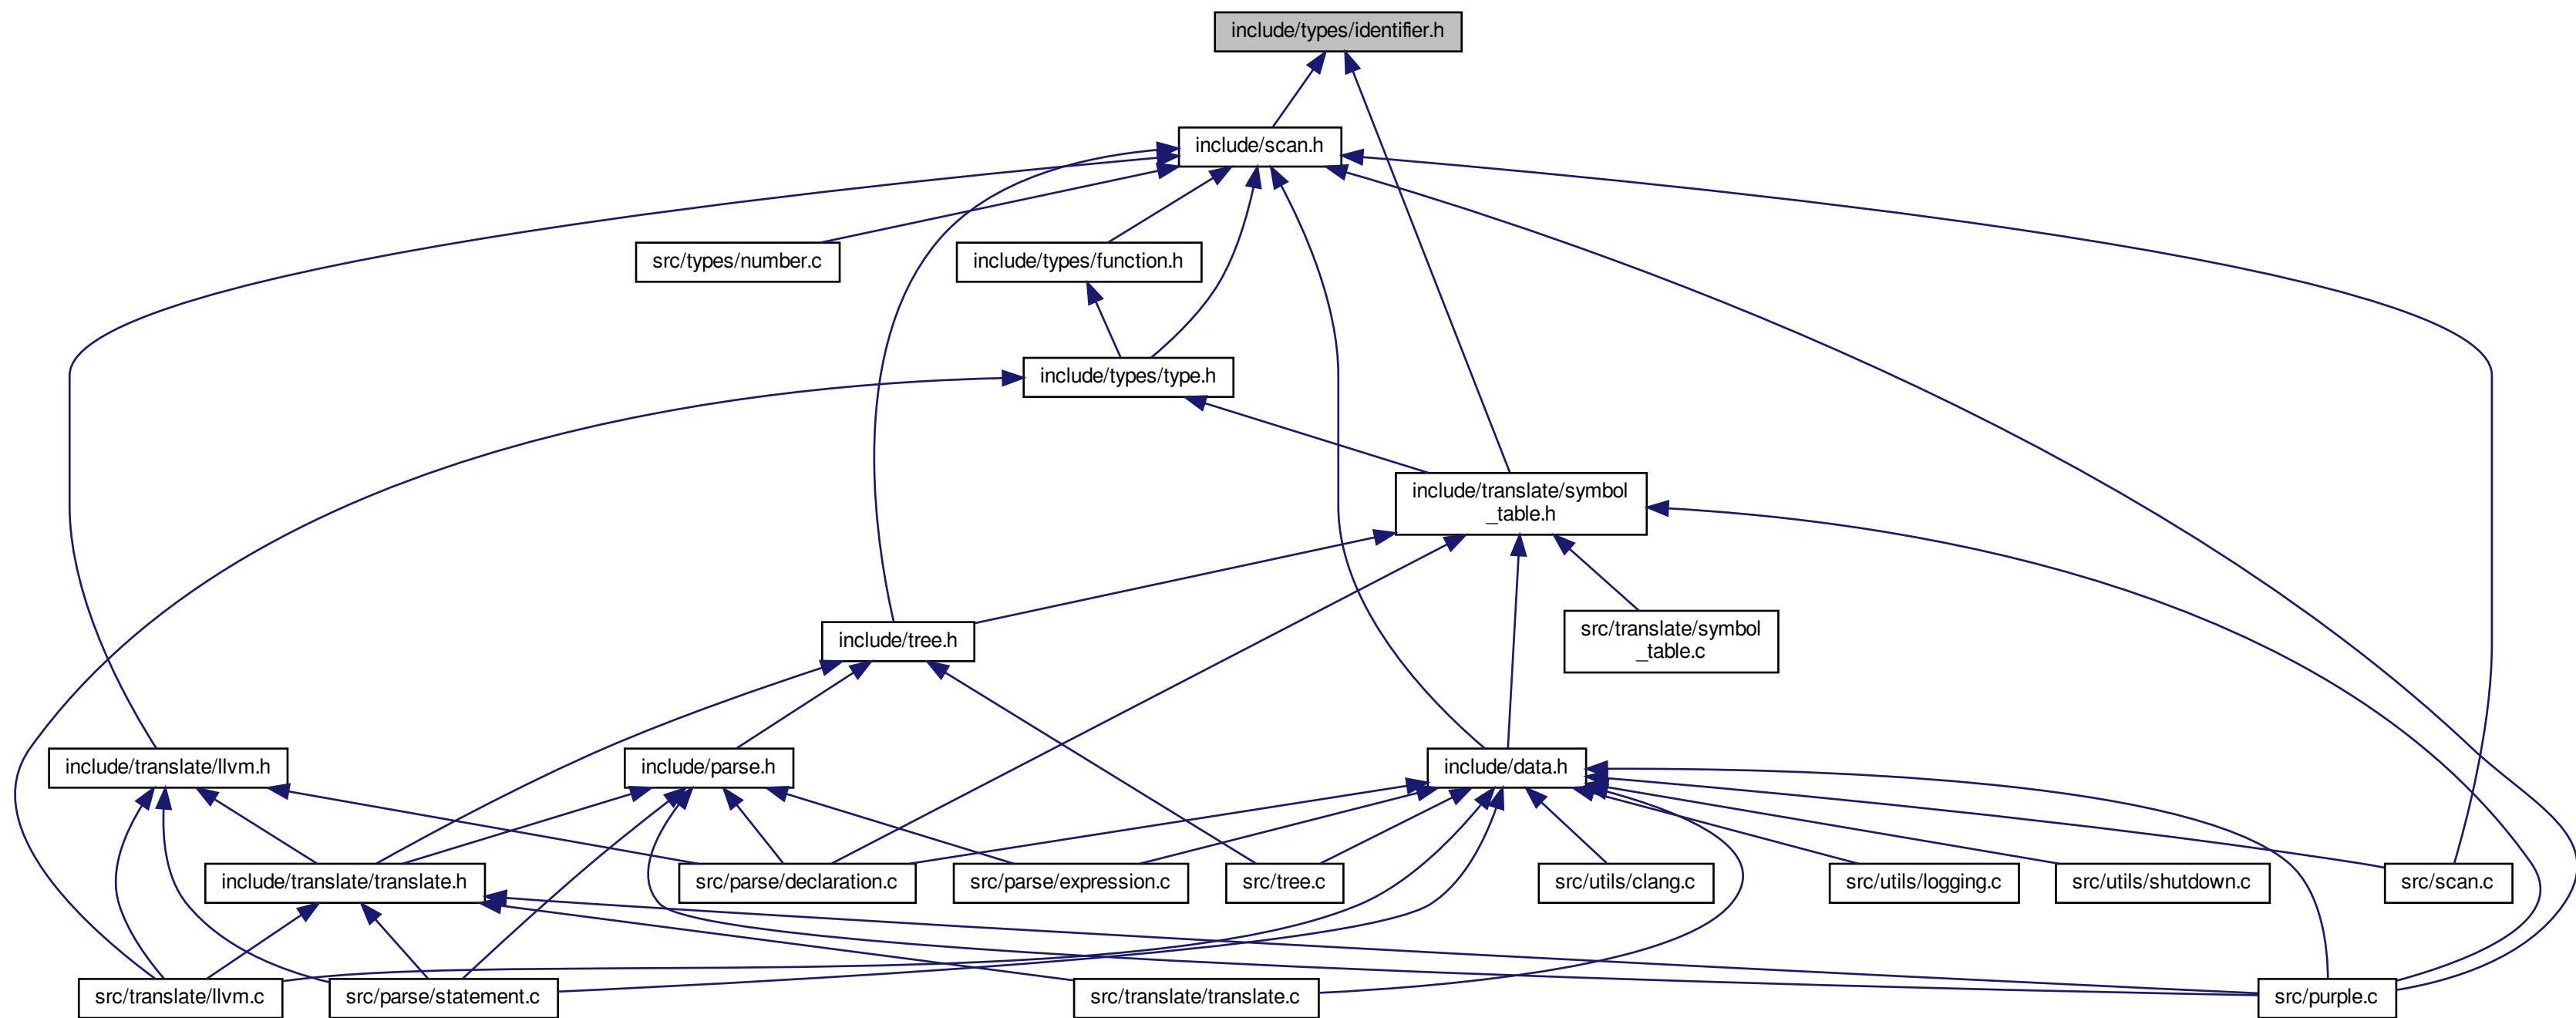 include/types/identifier.h
include/scan.h
src/types/number.c
include/types/function.h
include/types/type.h
include/translate/symbol
_table.h
include/tree.h
src/translate/symbol
_table.c
include/translate/llvm.h
include/parse.h
include/data.h
include/translate/translate.h
src/parse/declaration.c
src/parse/expression.c
src/tree.c
src/utils/clang.c
src/utils/logging.c
src/utils/shutdown.c
src/scan.c
src/translate/llvm.c
src/parse/statement.c
src/translate/translate.c
src/purple.c